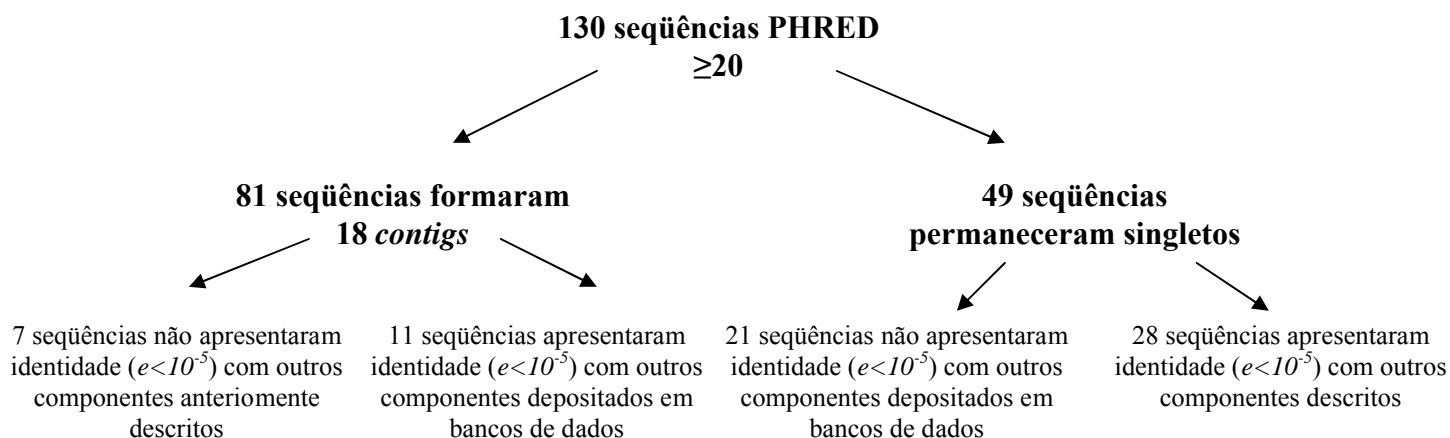 130 seqüências PHRED
≥20
81 seqüências formaram
18 contigs
49 seqüências
permaneceram singletos
7 seqüências não apresentaram
identidade (e<10⁻⁵) com outros
componentes anteriomente
descritos
11 seqüências apresentaram
identidade (e<10⁻⁵) com outros
componentes depositados em
bancos de dados
21 seqüências não apresentaram
identidade (e<10⁻⁵) com outros
componentes depositados em
bancos de dados
28 seqüências apresentaram
identidade (e<10⁻⁵) com outros
componentes descritos